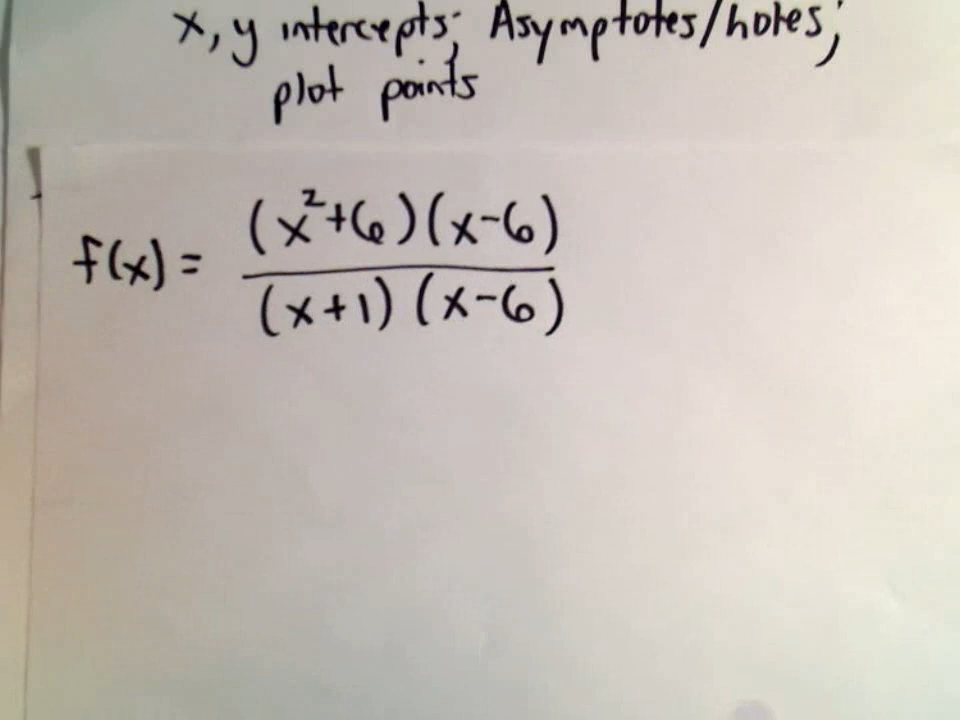 x, y intercepts; Asymptotes/holes;
plot points
f(x) = (x²+6)(x-6)
(x+1)(x-6)